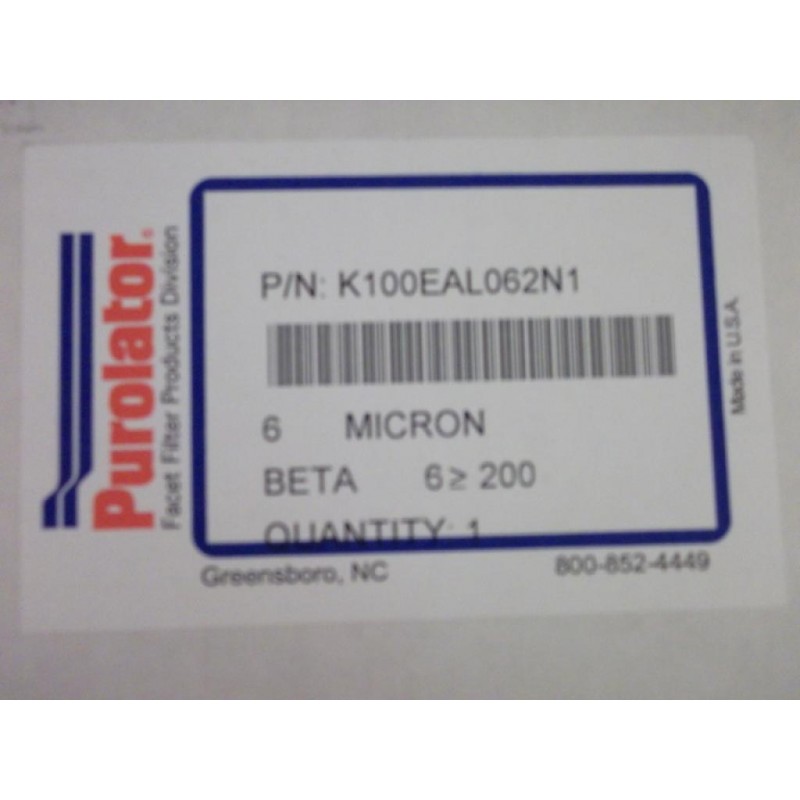 Purolator®
Facet Filter Products Division
P/N: K100EAL062N1
6 MICRON
BETA 6≥ 200
QUANTITY: 1
Made in U.S.A.
Greensboro, NC
800-852-4449